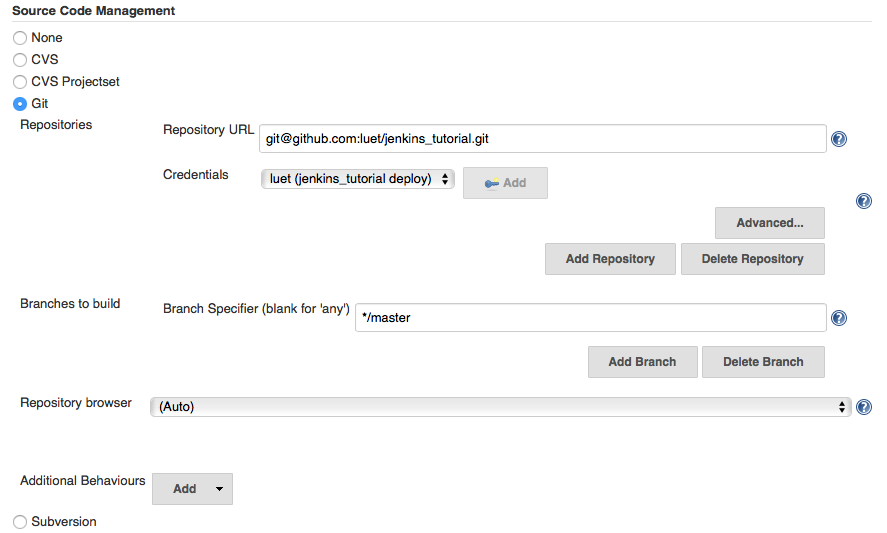 Source Code Management
None
CVS
CVS Projectset
Git
Repositories
Repository URL git@github.com:luet/jenkins_tutorial.git ?
Credentials luet (jenkins_tutorial deploy) Add
?
Advanced...
Add Repository Delete Repository
Branches to build
Branch Specifier (blank for 'any') */master ?
Add Branch Delete Branch
Repository browser (Auto) ?
Additional Behaviours Add
Subversion